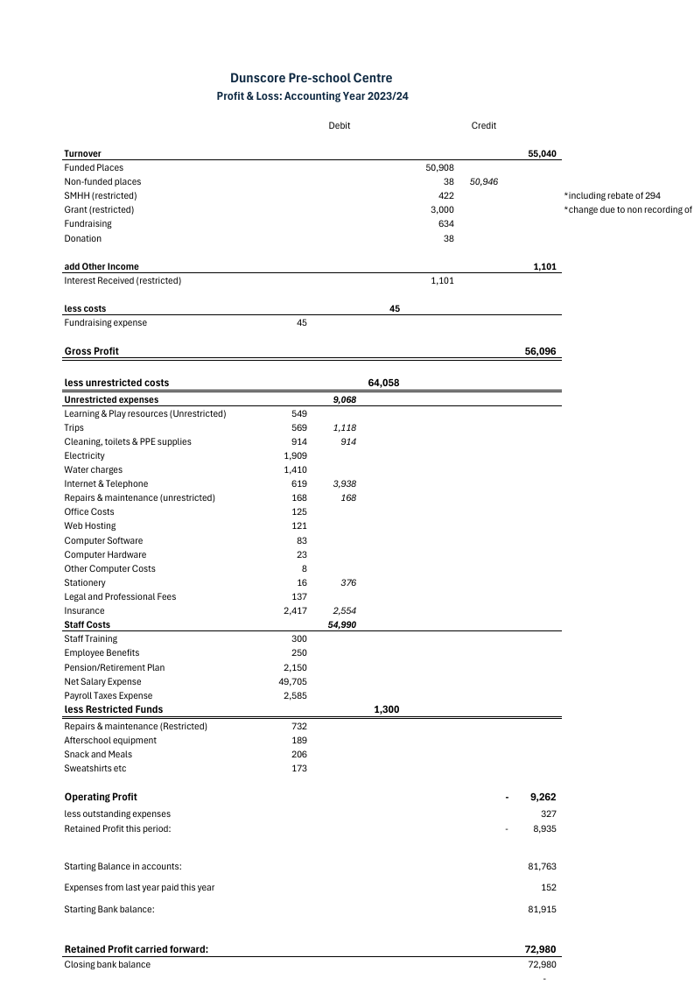 Dunscore Pre-school Centre
Profit & Loss: Accounting Year 2023/24
Debit Credit
Turnover 55,040
Funded Places 50,908
Non-funded places 38 50,946
SMHH (restricted) 422 *including rebate of 294
Grant (restricted) 3,000 *change due to non recording of
Fundraising 634
Donation 38
add Other Income 1,101
Interest Received (restricted) 1,101
less costs 45
Fundraising expense 45
Gross Profit 56,096
less unrestricted costs 64,058
Unrestricted expenses 9,068
Learning & Play resources (Unrestricted) 549
Trips 569 1,118
Cleaning, toilets & PPE supplies 914 914
Electricity 1,909
Water charges 1,410
Internet & Telephone 619 3,938
Repairs & maintenance (unrestricted) 168 168
Office Costs 125
Web Hosting 121
Computer Software 83
Computer Hardware 23
Other Computer Costs 8
Stationery 16 376
Legal and Professional Fees 137
Insurance 2,417 2,554
Staff Costs 54,990
Staff Training 300
Employee Benefits 250
Pension/Retirement Plan 2,150
Net Salary Expense 49,705
Payroll Taxes Expense 2,585
less Restricted Funds 1,300
Repairs & maintenance (Restricted) 732
Afterschool equipment 189
Snack and Meals 206
Sweatshirts etc 173
Operating Profit - 9,262
less outstanding expenses 327
Retained Profit this period: - 8,935
Starting Balance in accounts: 81,763
Expenses from last year paid this year 152
Starting Bank balance: 81,915
Retained Profit carried forward: 72,980
Closing bank balance 72,980
-